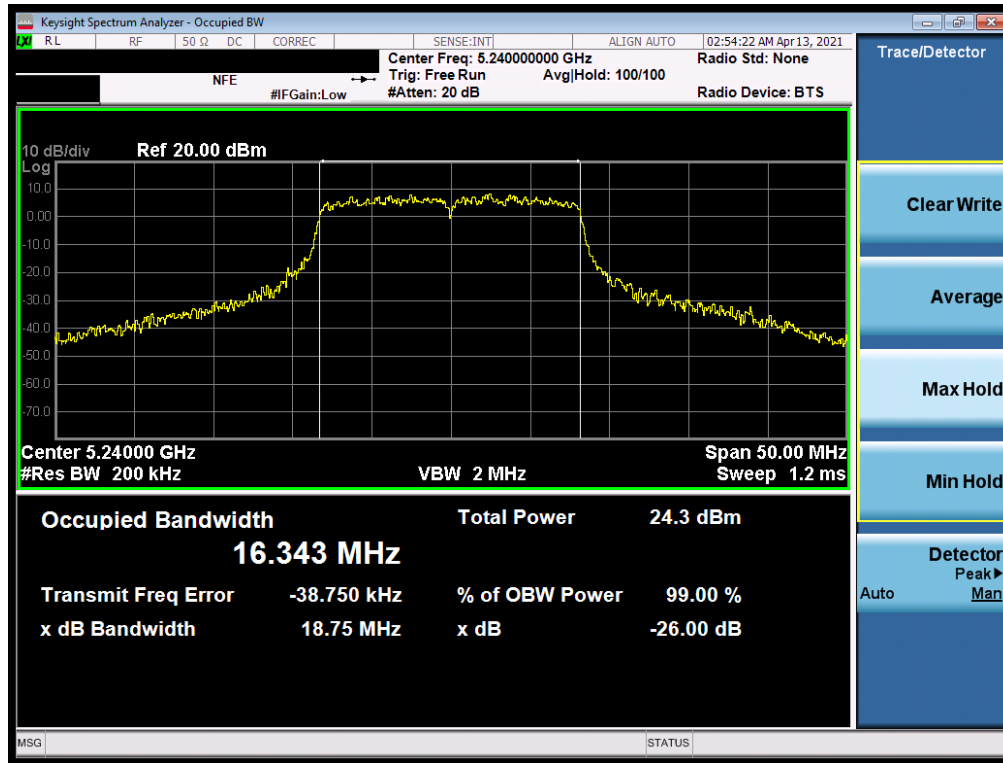 Keysight Spectrum Analyzer - Occupied BW
LXI RL RF 50 Ω DC CORREC SENSE:INT ALIGN AUTO 02:54:22 AM Apr 13, 2021
Center Freq: 5.240000000 GHz Radio Std: None
NFE Trig: Free Run Avg|Hold: 100/100
#IFGain:Low #Atten: 20 dB Radio Device: BTS
10 dB/div Ref 20.00 dBm
Log
10.0
0.00
-10.0
-20.0
-30.0
-40.0
-50.0
-60.0
-70.0
Center 5.24000 GHz Span 50.00 MHz
#Res BW 200 kHz VBW 2 MHz Sweep 1.2 ms
Occupied Bandwidth Total Power 24.3 dBm
16.343 MHz
Transmit Freq Error -38.750 kHz % of OBW Power 99.00 %
x dB Bandwidth 18.75 MHz x dB -26.00 dB
MSG STATUS
Trace/Detector
Clear Write
Average
Max Hold
Min Hold
Detector
Peak▶
Auto Man